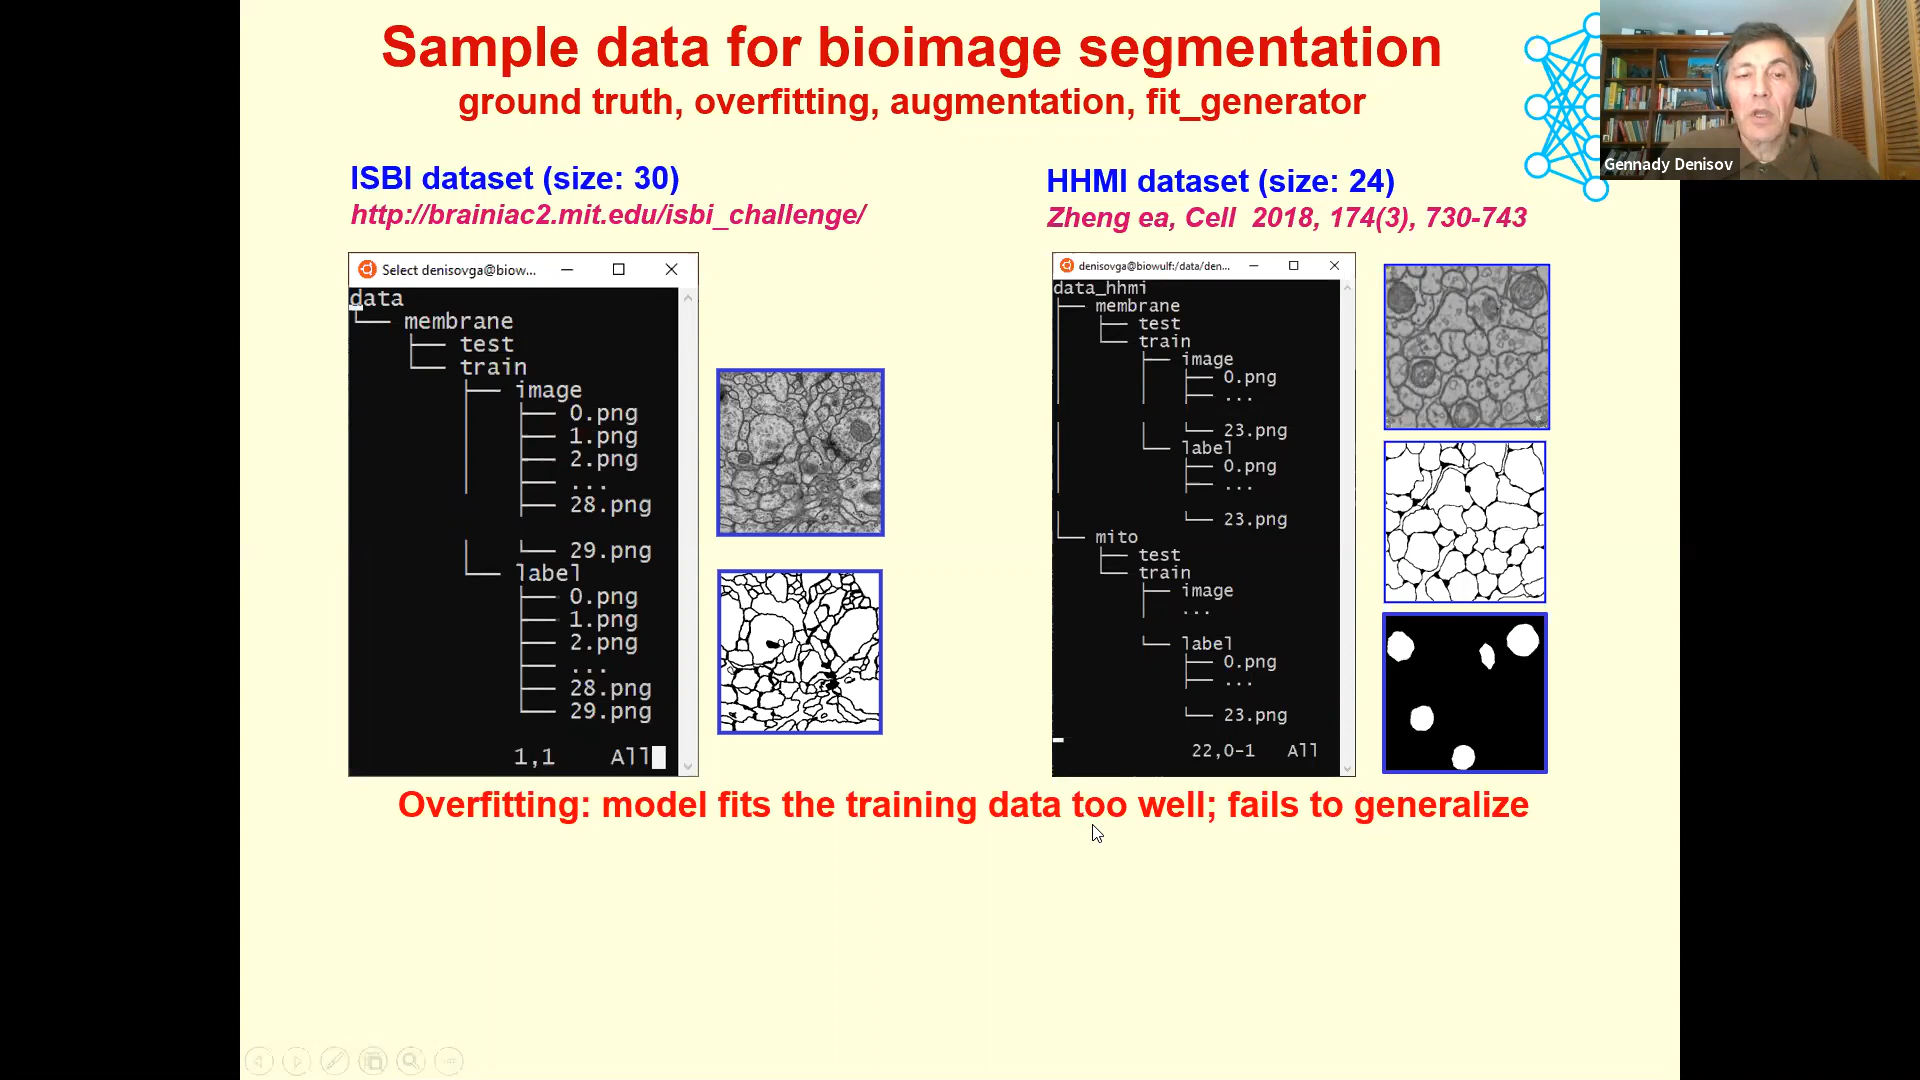 Sample data for bioimage segmentation
ground truth, overfitting, augmentation, fit_generator
Gennady Denisov
ISBI dataset (size: 30)
http://brainiac2.mit.edu/isbi_challenge/
Select denisovga@biow...
data
membrane
test
train
image
0.png
1.png
2.png
...
28.png
29.png
label
0.png
1.png
2.png
...
28.png
29.png
1,1 All
HHMI dataset (size: 24)
Zheng ea, Cell 2018, 174(3), 730-743
denisovga@biowulf:/data/den...
data_hhmi
membrane
test
train
image
0.png
...
23.png
label
0.png
...
23.png
mito
test
train
image
...
label
0.png
...
23.png
22,0-1 All
Overfitting: model fits the training data too well; fails to generalize